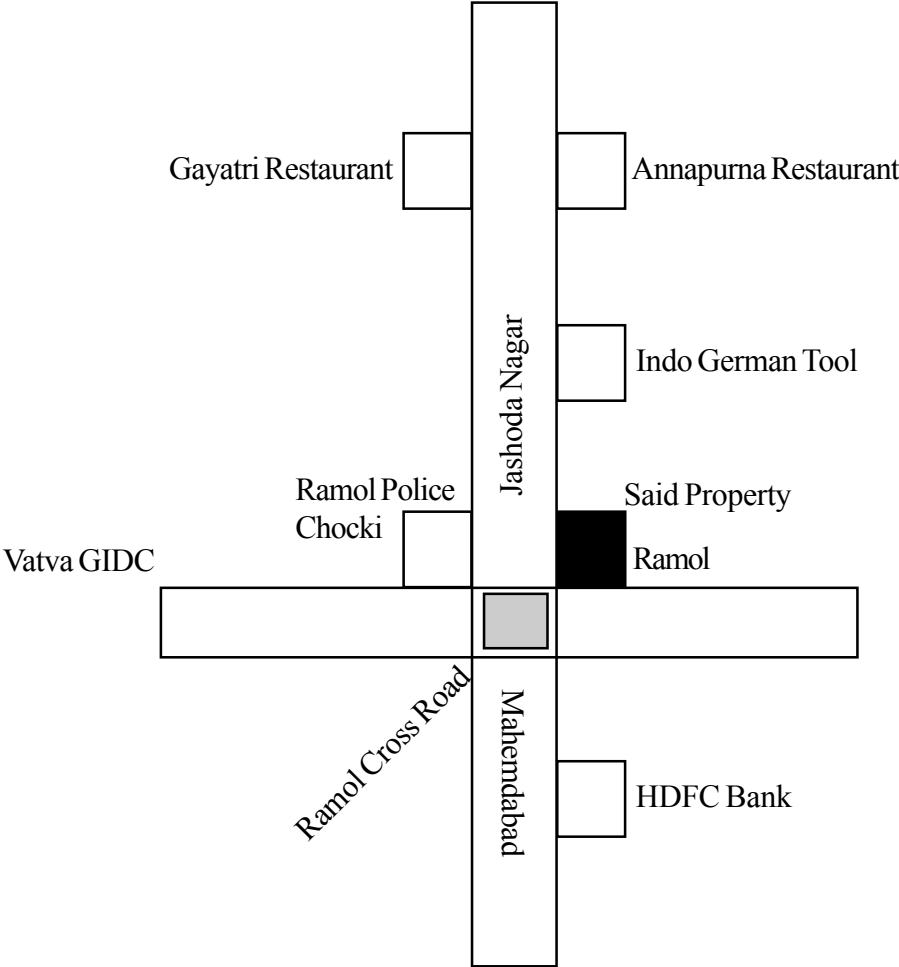 Gayatri Restaurant
Annapurna Restaurant
Jashoda Nagar
Indo German Tool
Ramol Police
Chocki
Said Property
Vatva GIDC
Ramol
Ramol Cross Road
Mahemdabad
HDFC Bank